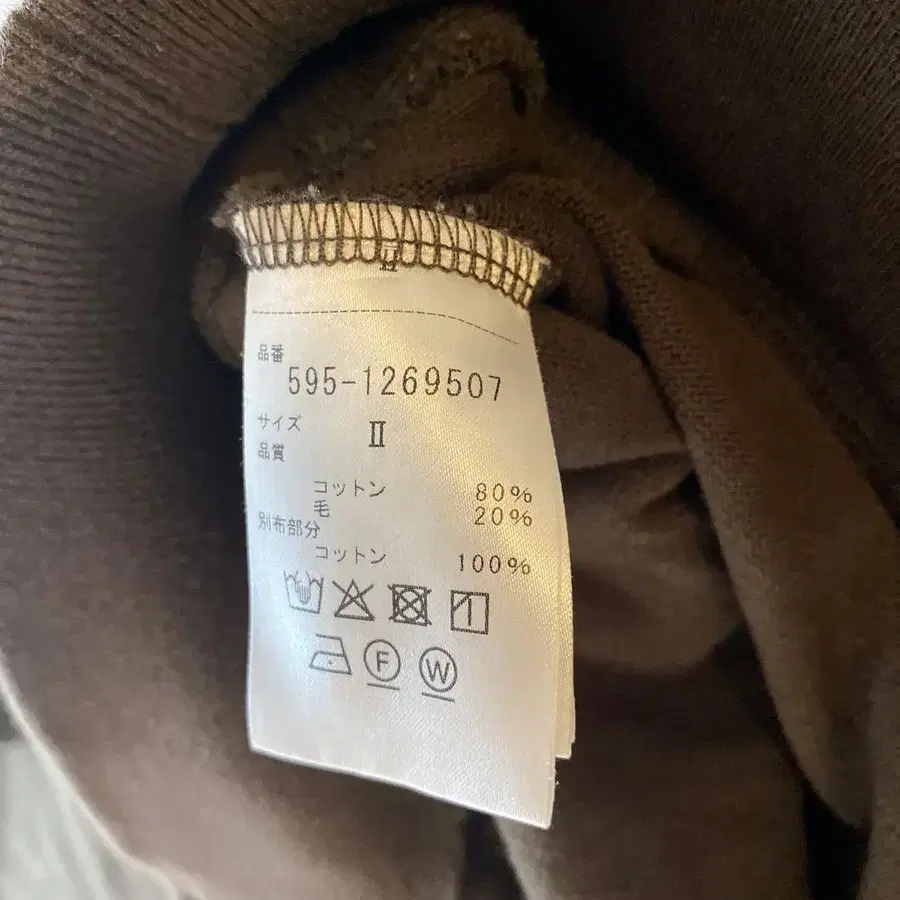 品番
595-1269507
サイズ II
品質
コットン 80%
毛 20%
別布部分
コットン 100%
F W